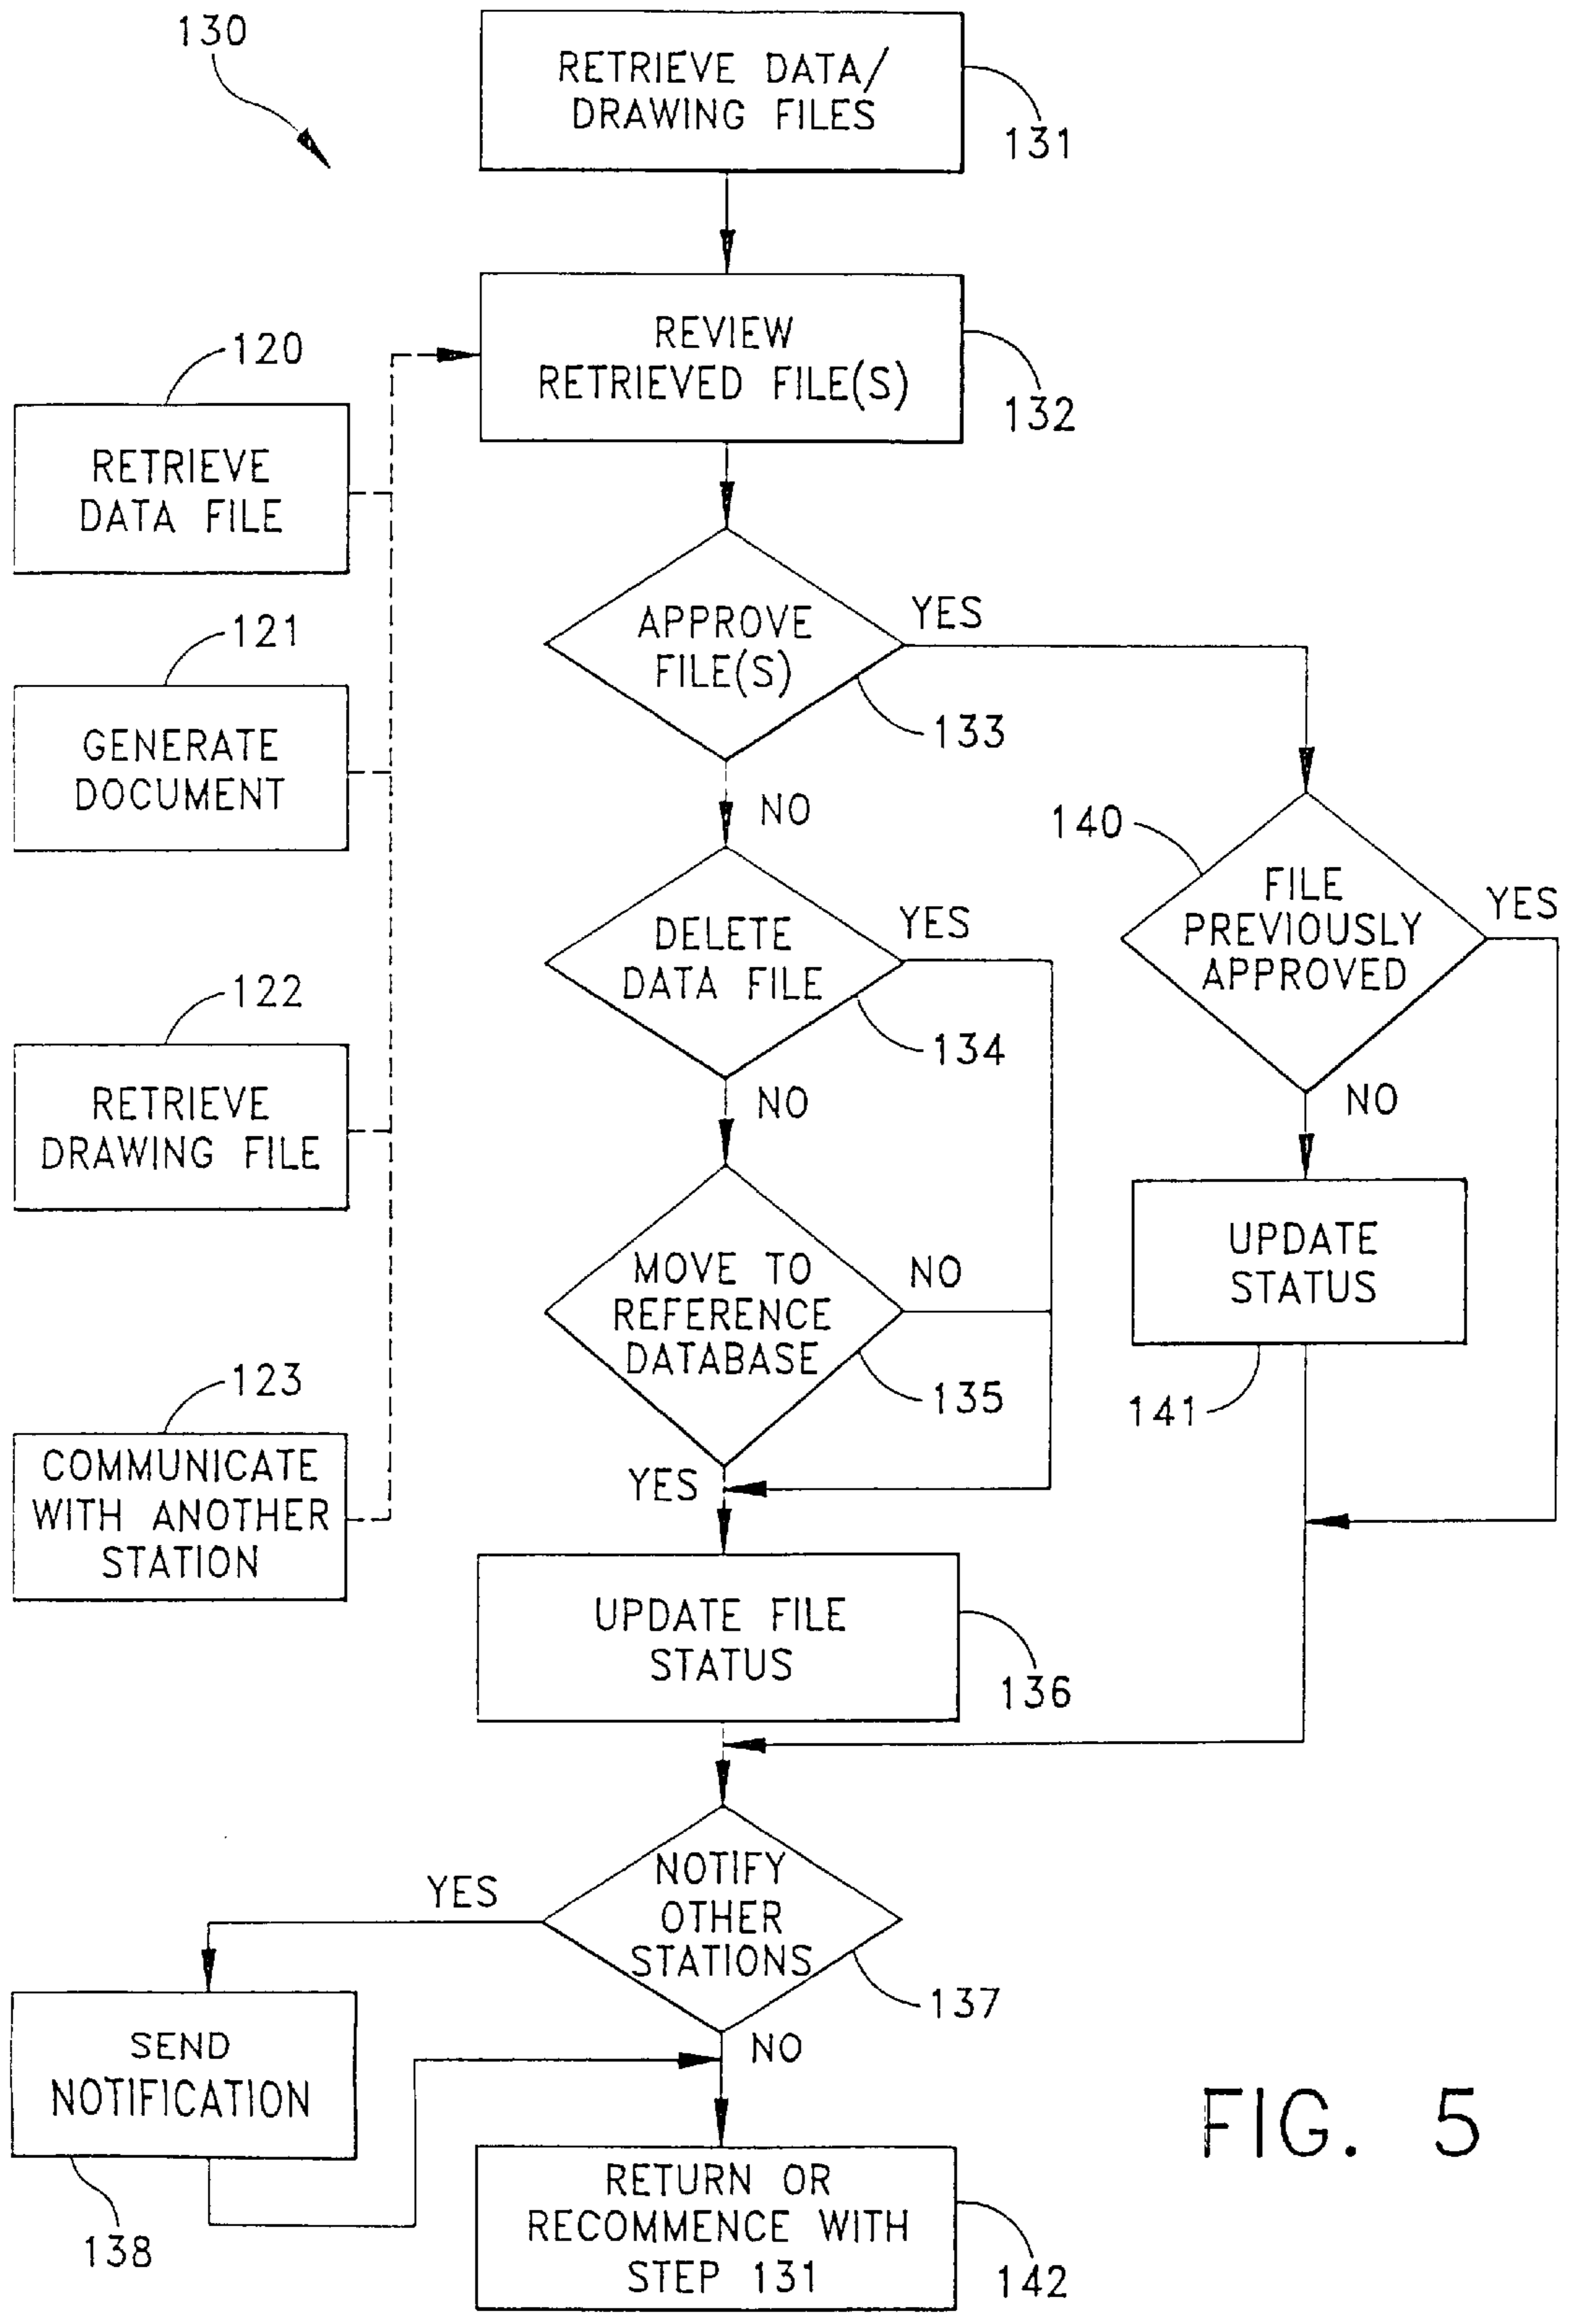 130
RETRIEVE DATA/
DRAWING FILES
131
REVIEW
RETRIEVED FILE(S)
132
120
RETRIEVE
DATA FILE
APPROVE
FILE(S)
YES
133
NO
121
GENERATE
DOCUMENT
140
FILE
PREVIOUSLY
APPROVED
YES
NO
DELETE
DATA FILE
YES
134
NO
122
RETRIEVE
DRAWING FILE
UPDATE
STATUS
141
MOVE TO
REFERENCE
DATABASE
NO
135
YES
123
COMMUNICATE
WITH ANOTHER
STATION
UPDATE FILE
STATUS
136
NOTIFY
OTHER
STATIONS
YES
137
NO
SEND
NOTIFICATION
138
RETURN OR
RECOMMENCE WITH
STEP 131
142
FIG. 5